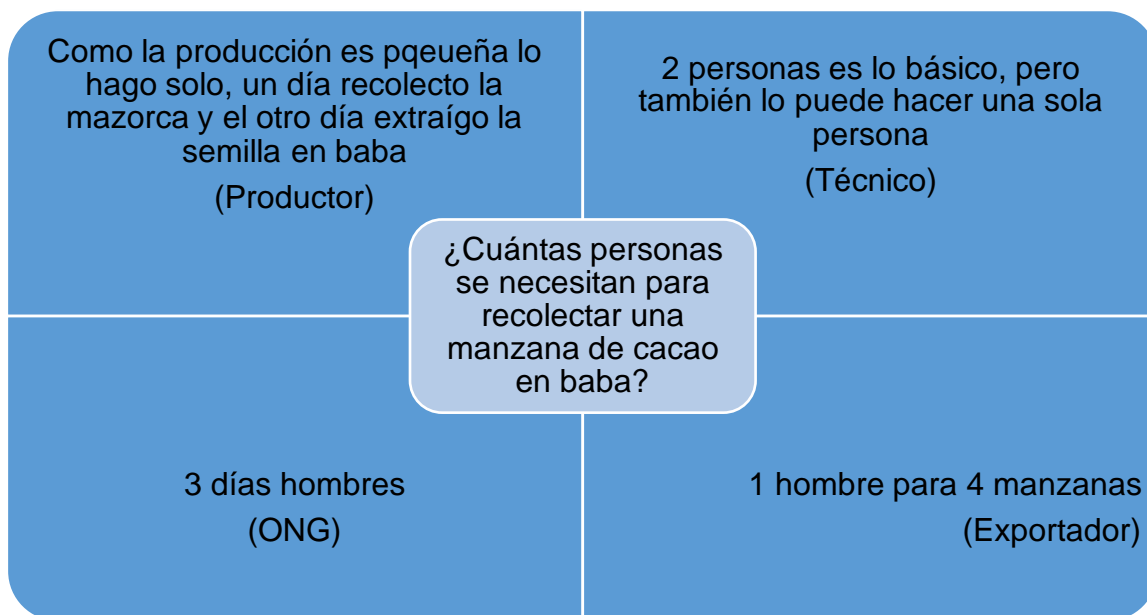 Como la producción es pqeueña lo
hago solo, un día recolecto la
mazorca y el otro día extraígo la
semilla en baba
(Productor)
2 personas es lo básico, pero
también lo puede hacer una sola
persona
(Técnico)
¿Cuántas personas
se necesitan para
recolectar una
manzana de cacao
en baba?
3 días hombres
(ONG)
1 hombre para 4 manzanas
(Exportador)